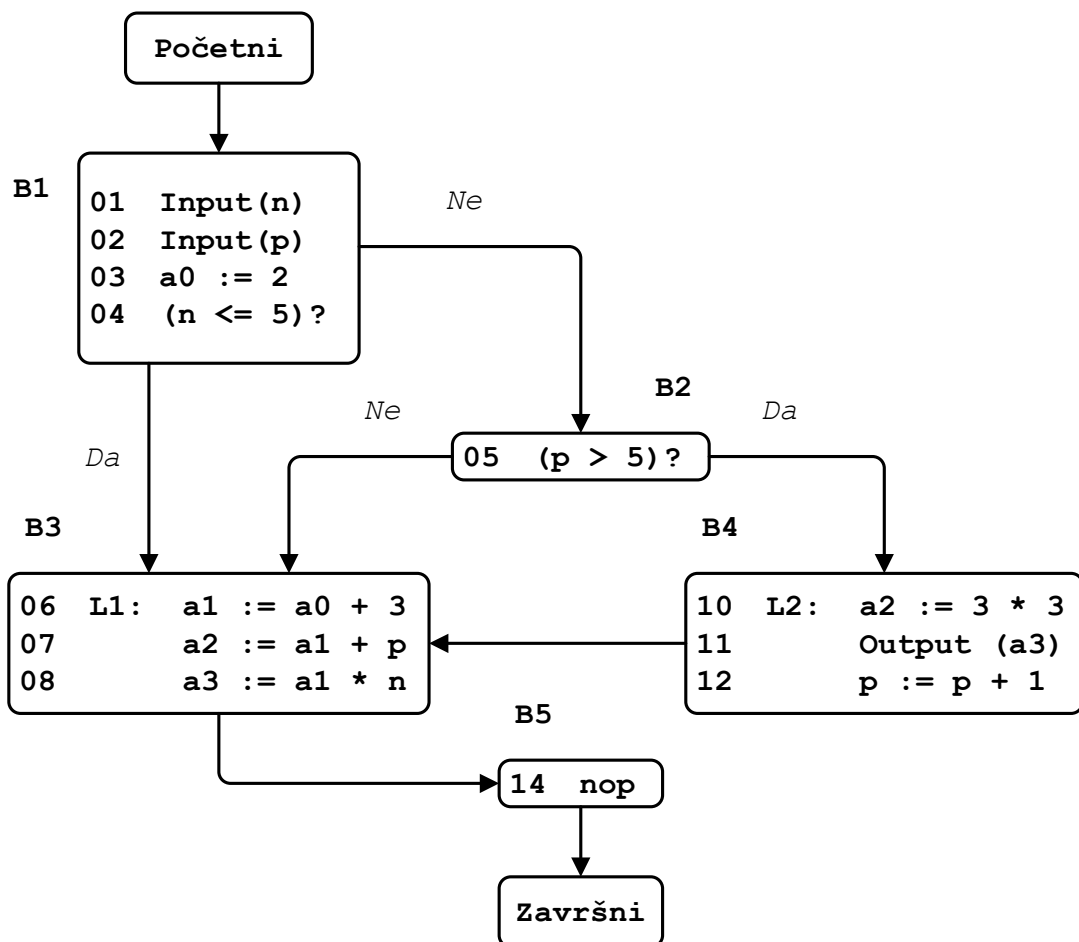 Početni
B1
01 Input(n)
02 Input(p)
03 a0 := 2
04 (n <= 5)?
Ne
Da
B2
05 (p > 5)?
Ne
Da
B3
06 L1: a1 := a0 + 3
07 a2 := a1 + p
08 a3 := a1 * n
B4
10 L2: a2 := 3 * 3
11 Output (a3)
12 p := p + 1
B5
14 nop
Završni